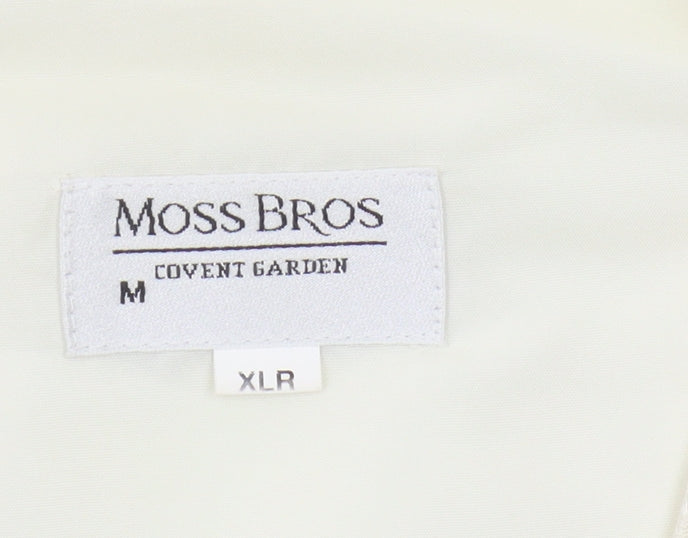 MOSS BROS
COVENT GARDEN
M
XLR